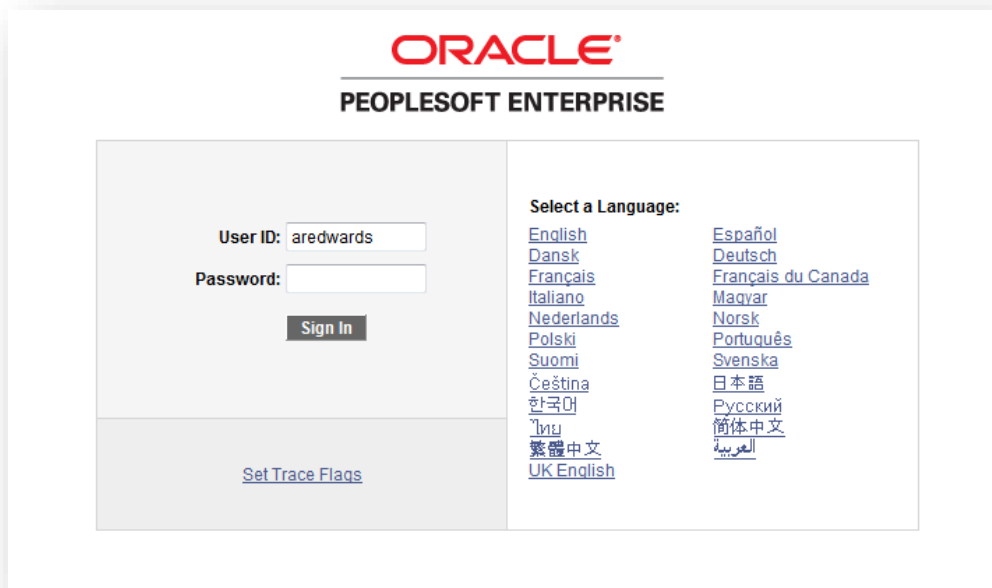 ORACLE®
PEOPLESOFT ENTERPRISE
User ID: aredwards
Password:
Sign In
Set Trace Flags
Select a Language:
English Español
Dansk Deutsch
Français Français du Canada
Italiano Magyar
Nederlands Norsk
Polski Português
Suomi Svenska
Čeština 日本語
한국어 Русский
ไทย 简体中文
繁體中文 العربية
UK English